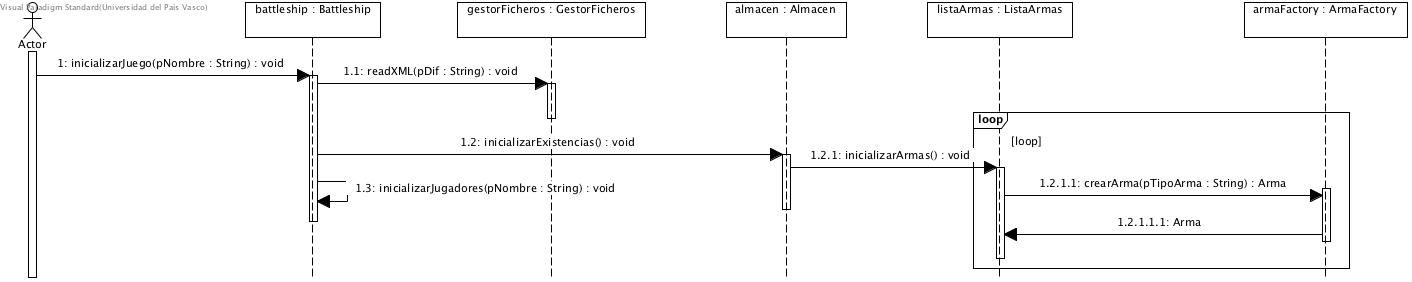 Visual Paradigm Standard(Universidad del Pais Vasco)
battleship : Battleship
gestorFicheros : GestorFicheros
almacen : Almacen
listaArmas : ListaArmas
armaFactory : ArmaFactory
Actor
1: inicializarJuego(pNombre : String) : void
1.1: readXML(pDif : String) : void
loop
[loop]
1.2: inicializarExistencias() : void
1.2.1: inicializarArmas() : void
1.3: inicializarJugadores(pNombre : String) : void
1.2.1.1: crearArma(pTipoArma : String) : Arma
1.2.1.1.1: Arma